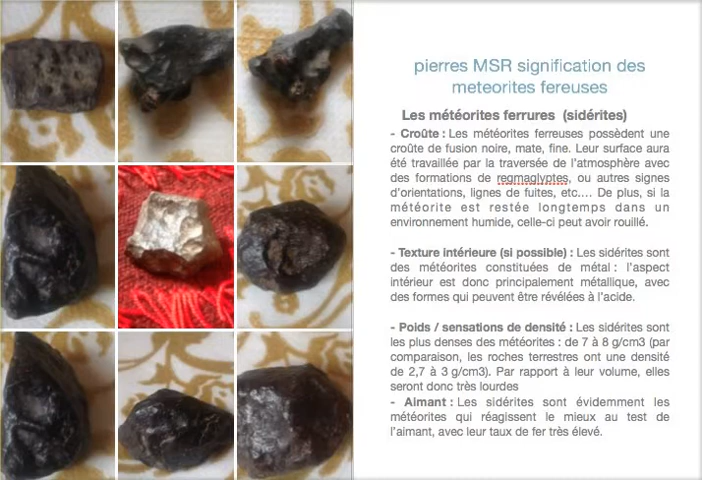 pierres MSR signification des
meteorites fereuses
Les météorites ferrures (sidérites)
- Croûte : Les météorites ferreuses possèdent une
croûte de fusion noire, mate, fine. Leur surface aura
été travaillée par la traversée de l'atmosphère avec
des formations de regmaglyptes, ou autres signes
d'orientations, lignes de fuites, etc.... De plus, si la
météorite est restée longtemps dans un
environnement humide, celle-ci peut avoir rouillé.
- Texture intérieure (si possible) : Les sidérites sont
des météorites constituées de métal : l'aspect
intérieur est donc principalement métallique, avec
des formes qui peuvent être révélées à l'acide.
- Poids / sensations de densité : Les sidérites sont
les plus denses des météorites : de 7 à 8 g/cm3 (par
comparaison, les roches terrestres ont une densité
de 2,7 à 3 g/cm3). Par rapport à leur volume, elles
seront donc très lourdes
- Aimant : Les sidérites sont évidemment les
météorites qui réagissent le mieux au test de
l'aimant, avec leur taux de fer très élevé.